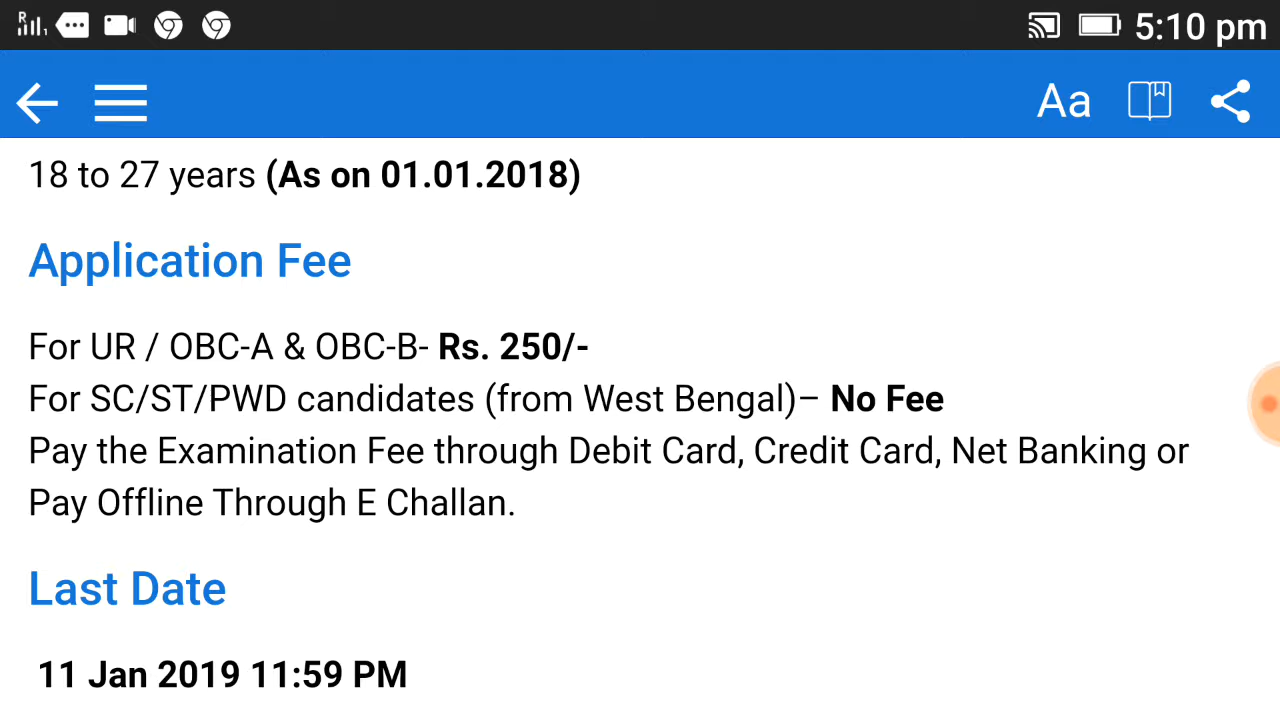 5:10 pm
Aa
18 to 27 years (As on 01.01.2018)
Application Fee
For UR / OBC-A & OBC-B- Rs. 250/-
For SC/ST/PWD candidates (from West Bengal)– No Fee
Pay the Examination Fee through Debit Card, Credit Card, Net Banking or
Pay Offline Through E Challan.
Last Date
11 Jan 2019 11:59 PM